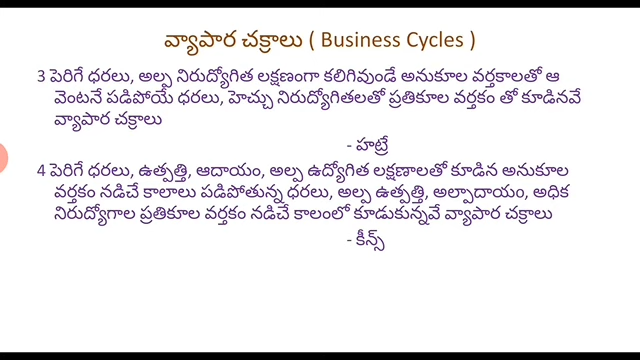 వ్యాపార చక్రాలు ( Business Cycles )
3 పెరిగే ధరలు, అల్ప నిరుద్యోగిత లక్షణంగా కలిగివుండే అనుకూల వర్తకాలతో ఆ
వెంటనే పడిపోయే ధరలు, హెచ్చు నిరుద్యోగితలతో ప్రతికూల వర్తకం తో కూడినవే
వ్యాపార చక్రాలు
- హట్రే
4 పెరిగే ధరలు, ఉత్పత్తి, ఆదాయం, అల్ప ఉద్యోగిత లక్షణాలతో కూడిన అనుకూల
వర్తకం నడిచే కాలాలు పడిపోతున్న ధరలు, అల్ప ఉత్పత్తి, అల్పాదాయం, అధిక
నిరుద్యోగాల ప్రతికూల వర్తకం నడిచే కాలంలో కూడుకున్నవే వ్యాపార చక్రాలు
- కీన్స్